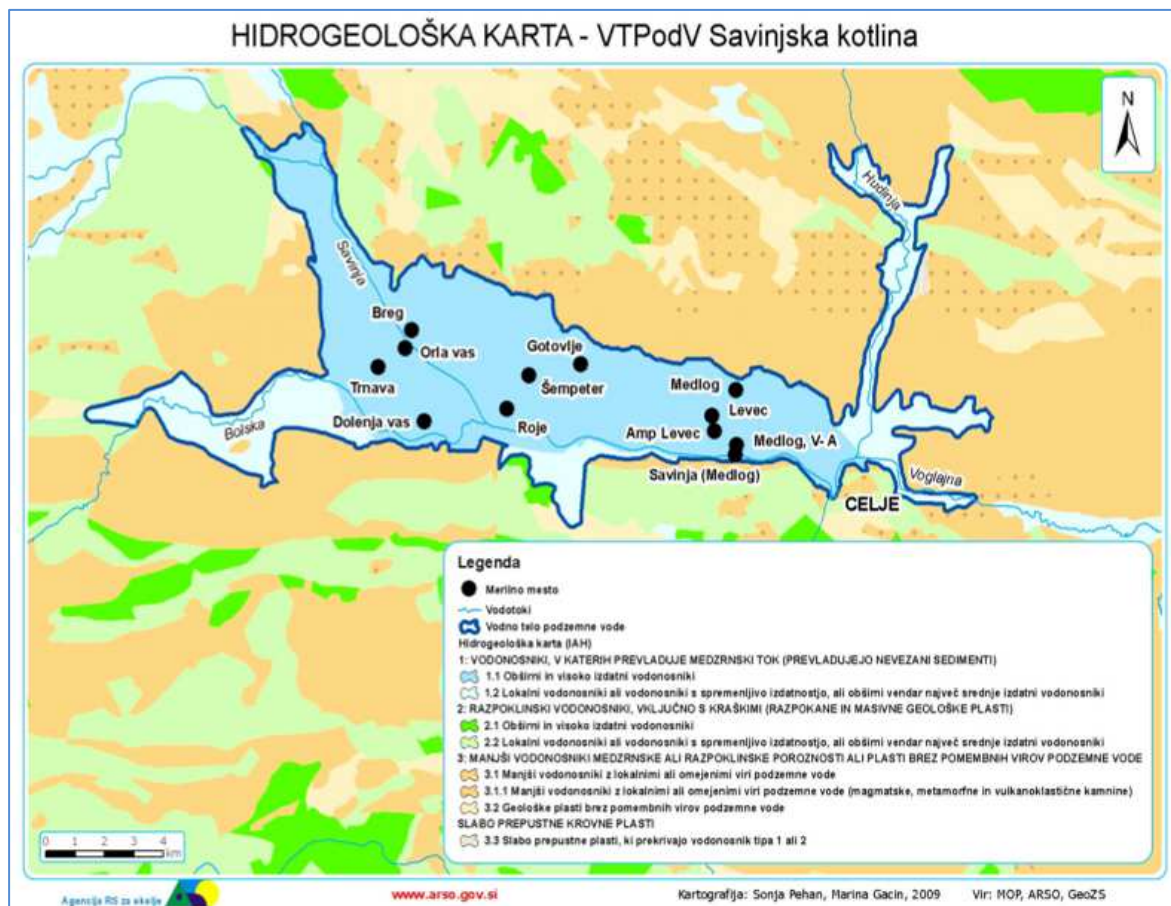 HIDROGEOLOŠKA KARTA - VTPodV Savinjska kotlina
N
Hudinja
Savinja
Breg
Orla vas
Gotovlje
Trnava
Šempeter
Medlog
Levec
Dolenja vas
Roje
Amp Levec
Medlog, V- A
Bolska
Savinja (Medlog)
Voglajna
CELJE
Legenda
Merilno mesto
Vodotoki
Vodno telo podzemne vode
Hidrogeološka karta (IAH)
1: VODONOSNIKI, V KATERIH PREVLADUJE MEDZRNSKI TOK (PREVLADUJEJO NEVEZANI SEDIMENTI)
1.1 Obširni in visoko izdatni vodonosniki
1.2 Lokalni vodonosniki ali vodonosniki s spremenljivo izdatnostjo, ali obširni vendar največ srednje izdatni vodonosniki
2: RAZPOKLINSKI VODONOSNIKI, VKLJUČNO S KRAŠKIMI (RAZPOKANE IN MASIVNE GEOLOŠKE PLASTI)
2.1 Obširni in visoko izdatni vodonosniki
2.2 Lokalni vodonosniki ali vodonosniki s spremenljivo izdatnostjo, ali obširni vendar največ srednje izdatni vodonosniki
3: MANJŠI VODONOSNIKI MEDZRNSKE ALI RAZPOKLINSKE POROZNOSTI ALI PLASTI BREZ POMEMBNIH VIROV PODZEMNE VODE
3.1 Manjši vodonosniki z lokalnimi ali omejenimi viri podzemne vode
3.1.1 Manjši vodonosniki z lokalnimi ali omejenimi viri podzemne vode (magmatske, metamorfne in vulkanoklastične kamnine)
3.2 Geološke plasti brez pomembnih virov podzemne vode
SLABO PREPUSTNE KROVNE PLASTI
3.3 Slabo prepustne plasti, ki prekrivajo vodonosnik tipa 1 ali 2
0 1 2 3 4
km
Agencija RS za okolje
www.arso.gov.si
Kartografija: Sonja Pehan, Marina Gacin, 2009
Vir: MOP, ARSO, GeoZS